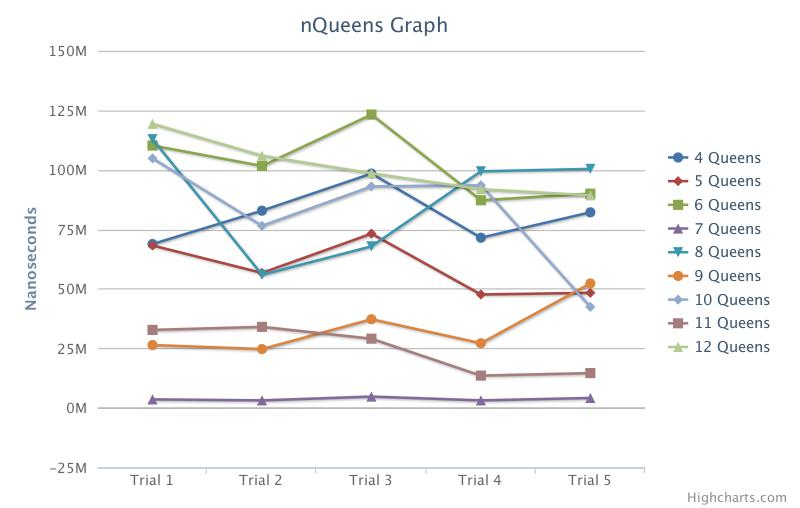 nQueens Graph
150M
125M
100M
75M
50M
25M
0M
−25M
Nanoseconds
Trial 1
Trial 2
Trial 3
Trial 4
Trial 5
4 Queens
5 Queens
6 Queens
7 Queens
8 Queens
9 Queens
10 Queens
11 Queens
12 Queens
Highcharts.com